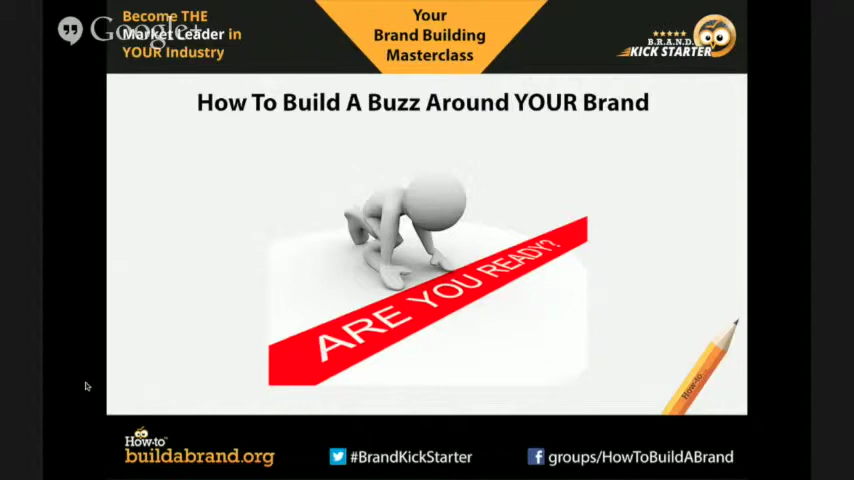 Become THE
Market Leader in
YOUR Industry
Google+
Your
Brand Building
Masterclass
B.R.A.N.D.
KICK STARTER
How To Build A Buzz Around YOUR Brand
ARE YOU READY?
How-to
How-to
buildabrand.org
#BrandKickStarter
groups/HowToBuildABrand